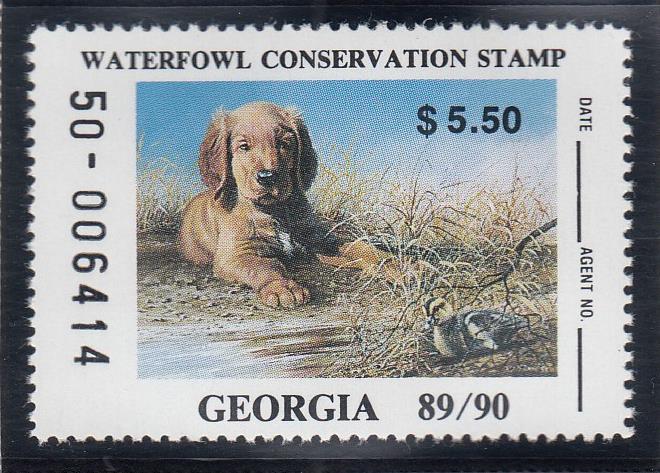 WATERFOWL CONSERVATION STAMP
50-006414
$5.50
DATE
AGENT NO.
GEORGIA 89/90